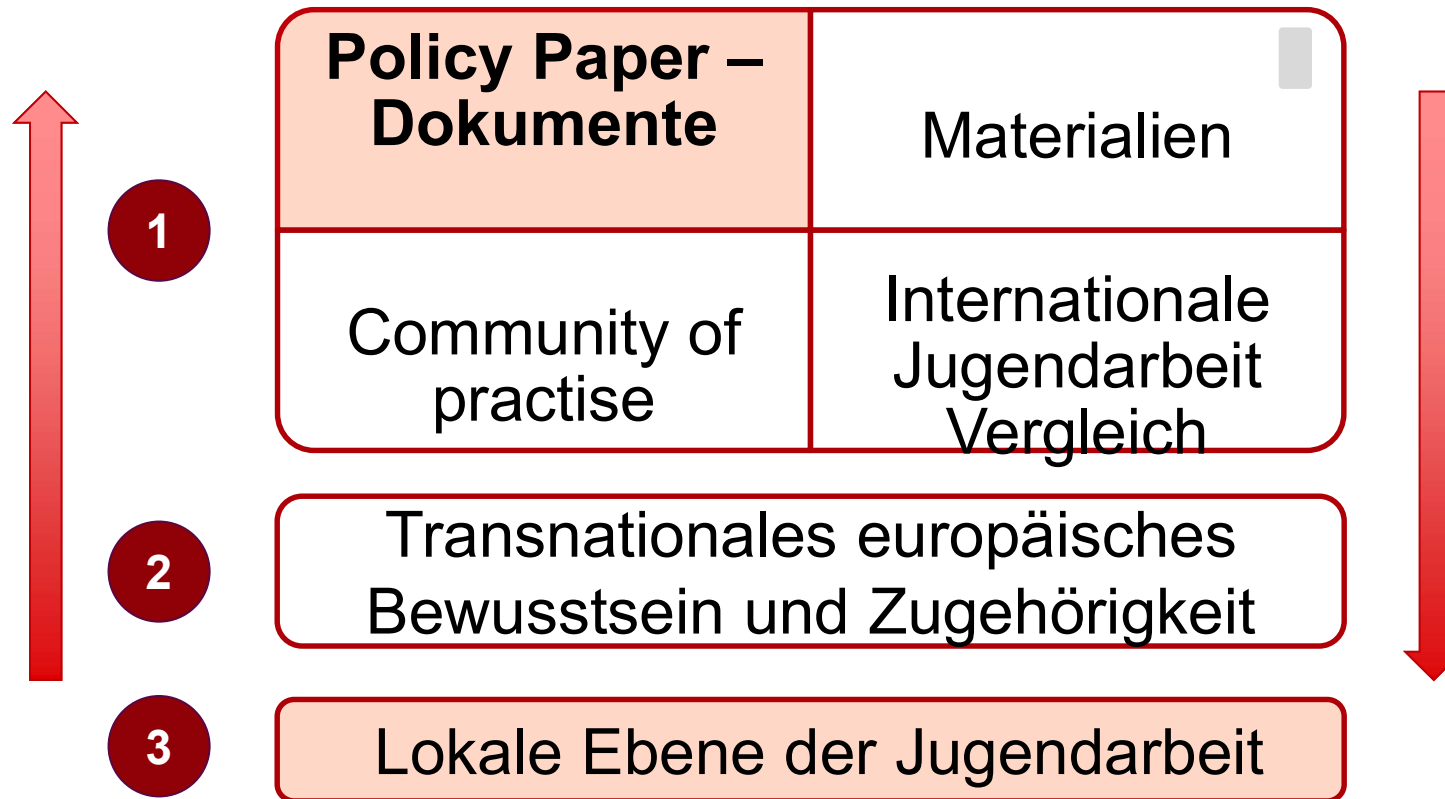 Policy Paper –
Dokumente
Materialien
1
Community of
practise
Internationale
Jugendarbeit
Vergleich
2
Transnationales europäisches
Bewusstsein und Zugehörigkeit
3
Lokale Ebene der Jugendarbeit